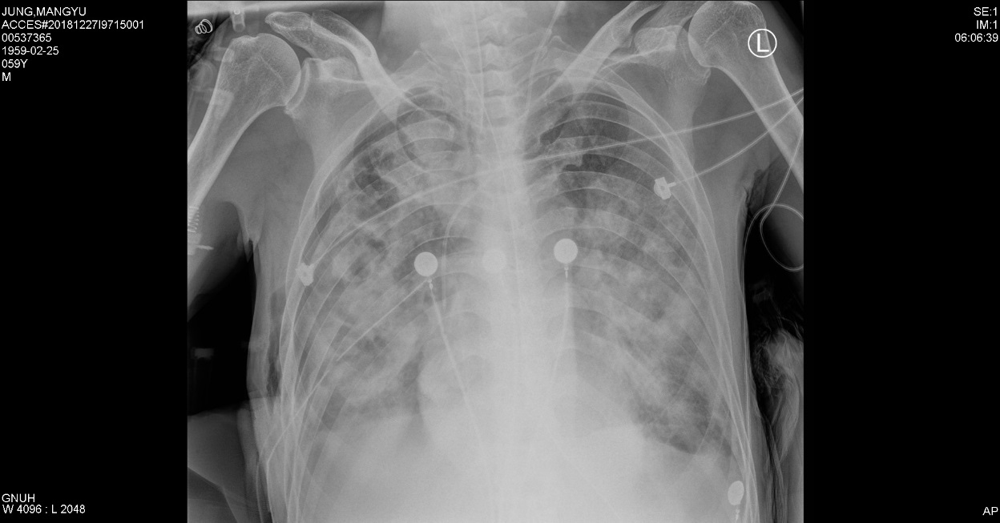 JUNG,MANGYU
ACCES#20181227I9715001
00537365
1959-02-25
059Y
M
SE:1
IM:1
06:06:39
L
GNUH
W 4096 : L 2048
AP